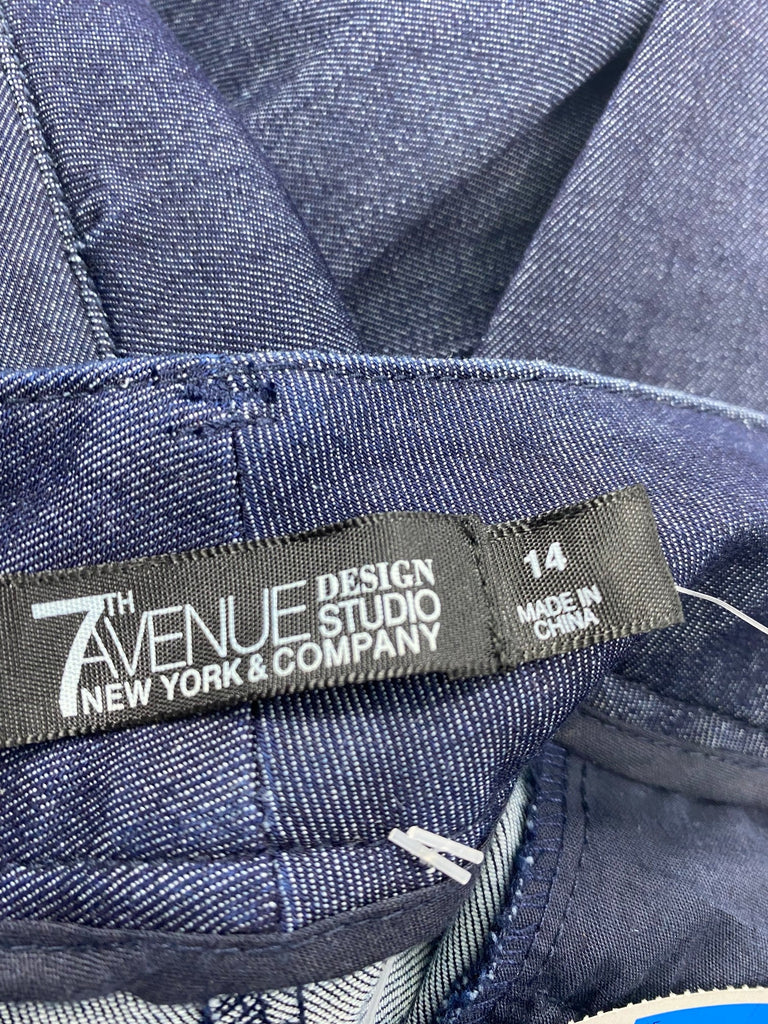 7TH AVENUE DESIGN STUDIO
NEW YORK & COMPANY
14
MADE IN
CHINA